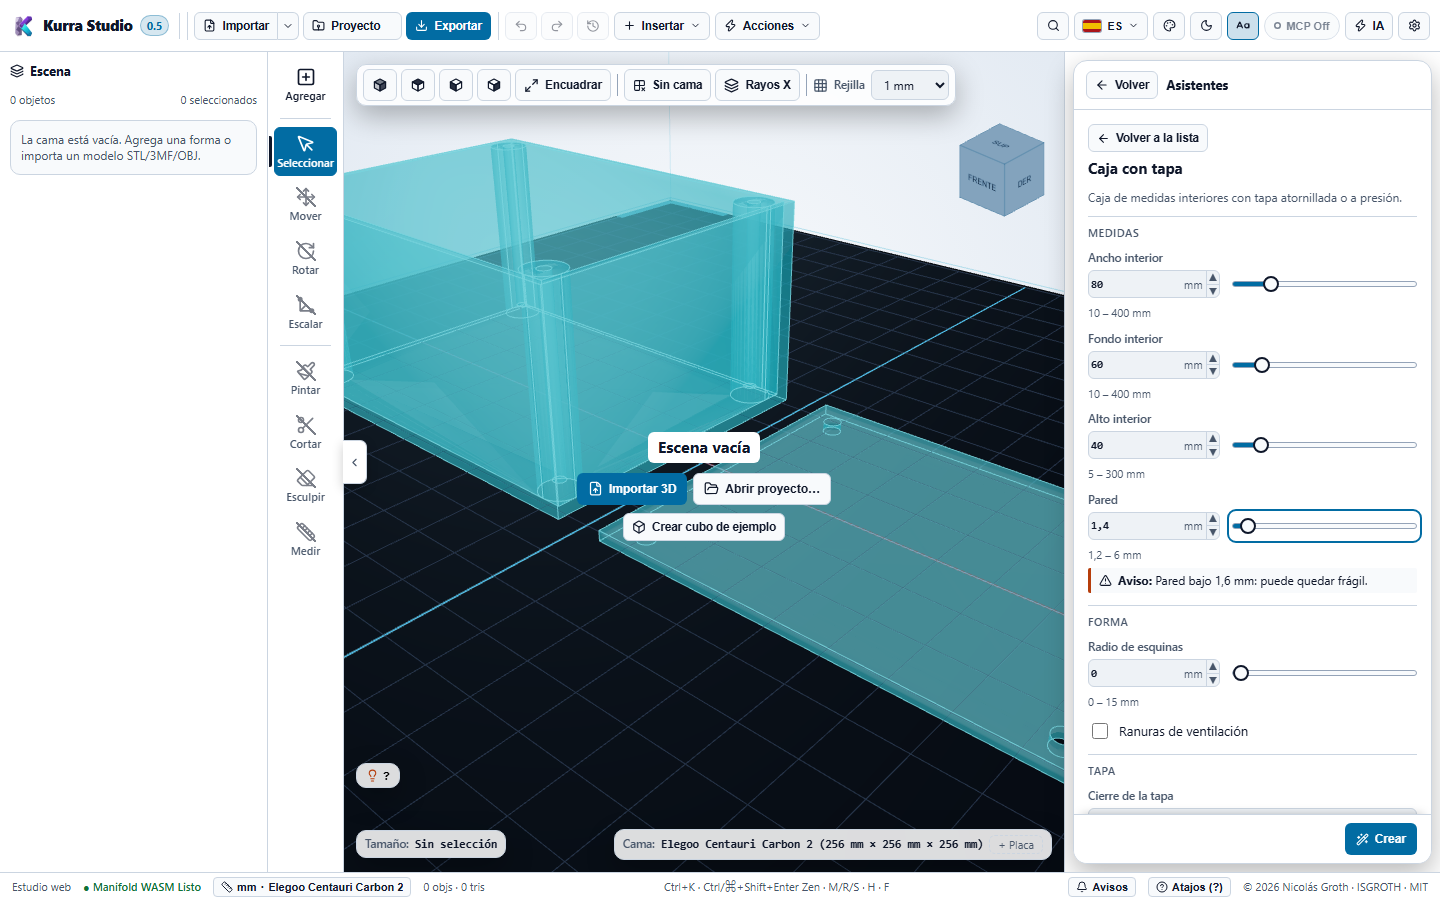 Kurra Studio 0.5
Importar
Proyecto
Exportar
Insertar
Acciones
ES
Aa
MCP Off
IA
Escena
0 objetos
0 seleccionados
La cama está vacía. Agrega una forma o
importa un modelo STL/3MF/OBJ.
Agregar
Seleccionar
Mover
Rotar
Escalar
Pintar
Cortar
Esculpir
Medir
Encuadrar
Sin cama
Rayos X
Rejilla
1 mm
SUP
FRENTE
DER
Escena vacía
Importar 3D
Abrir proyecto...
Crear cubo de ejemplo
?
Tamaño: Sin selección
Cama: Elegoo Centauri Carbon 2 (256 mm × 256 mm × 256 mm)
+ Placa
Volver
Asistentes
Volver a la lista
Caja con tapa
Caja de medidas interiores con tapa atornillada o a presión.
MEDIDAS
Ancho interior
80 mm
10 – 400 mm
Fondo interior
60 mm
10 – 400 mm
Alto interior
40 mm
5 – 300 mm
Pared
1,4 mm
1,2 – 6 mm
Aviso: Pared bajo 1,6 mm: puede quedar frágil.
FORMA
Radio de esquinas
0 mm
0 – 15 mm
Ranuras de ventilación
TAPA
Cierre de la tapa
Crear
Estudio web
Manifold WASM Listo
mm · Elegoo Centauri Carbon 2
0 objs · 0 tris
Ctrl+K · Ctrl/⌘+Shift+Enter Zen · M/R/S · H · F
Avisos
Atajos (?)
© 2026 Nicolás Groth · ISGROTH · MIT